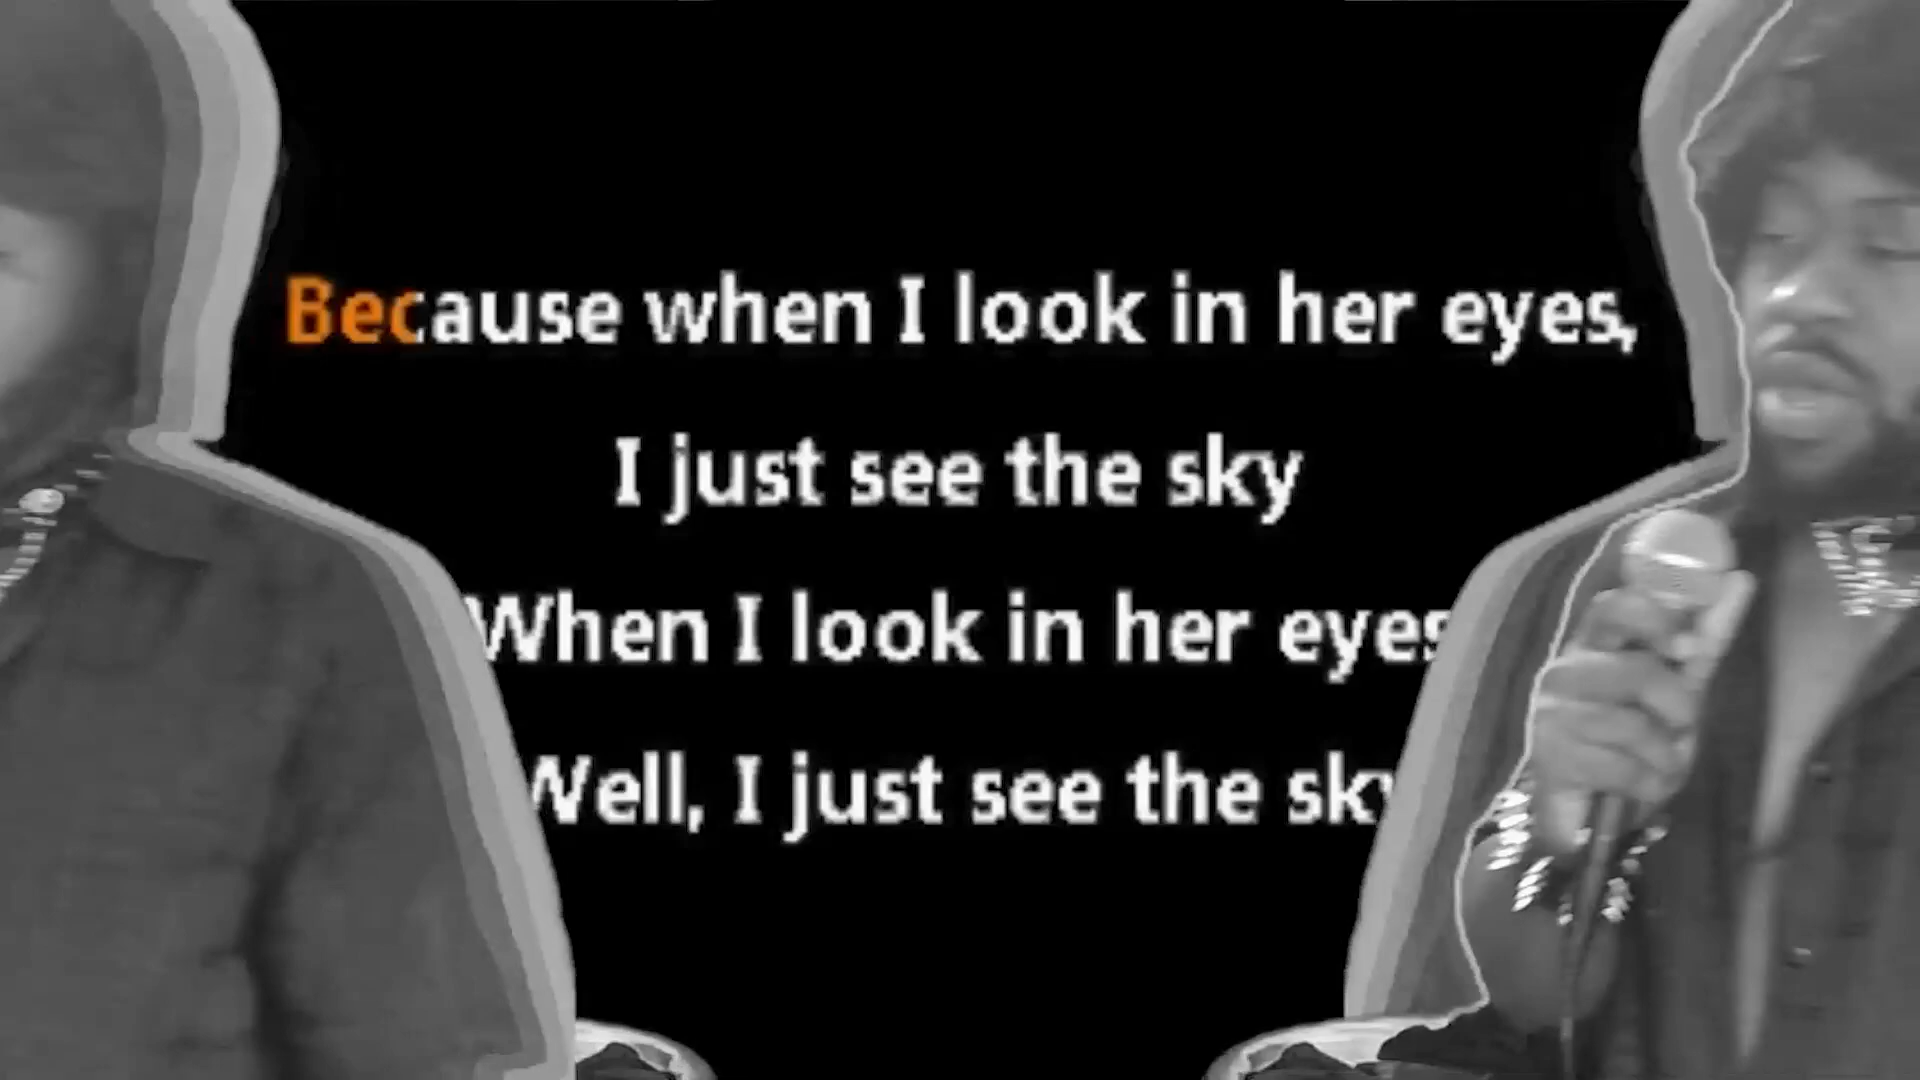 Because when I look in her eyes,
I just see the sky
When I look in her eyes
Well, I just see the sky